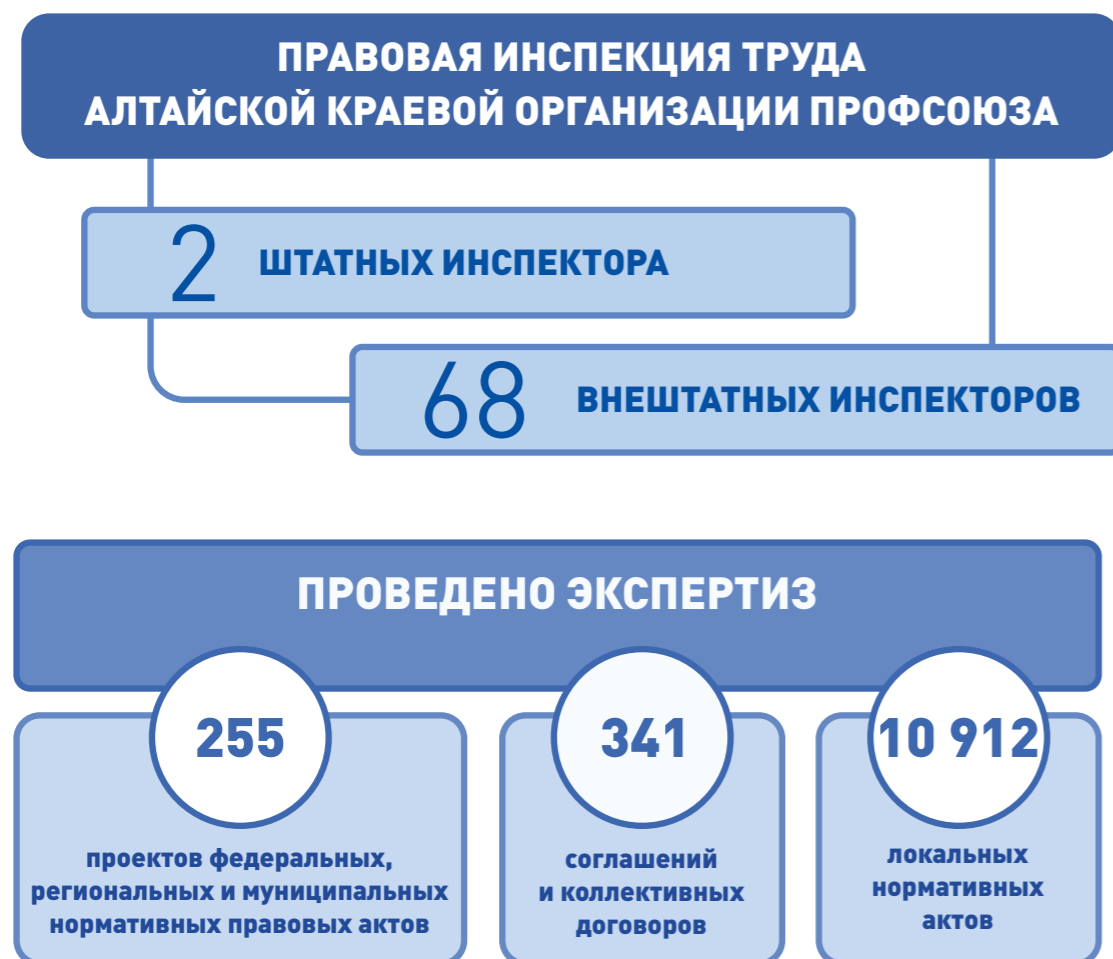 ПРАВОВАЯ ИНСПЕКЦИЯ ТРУДА
АЛТАЙСКОЙ КРАЕВОЙ ОРГАНИЗАЦИИ ПРОФСОЮЗА
2 ШТАТНЫХ ИНСПЕКТОРА
68 ВНЕШТАТНЫХ ИНСПЕКТОРОВ
ПРОВЕДЕНО ЭКСПЕРТИЗ
255
проектов федеральных,
региональных и муниципальных
нормативных правовых актов
341
соглашений
и коллективных
договоров
10 912
локальных
нормативных
актов